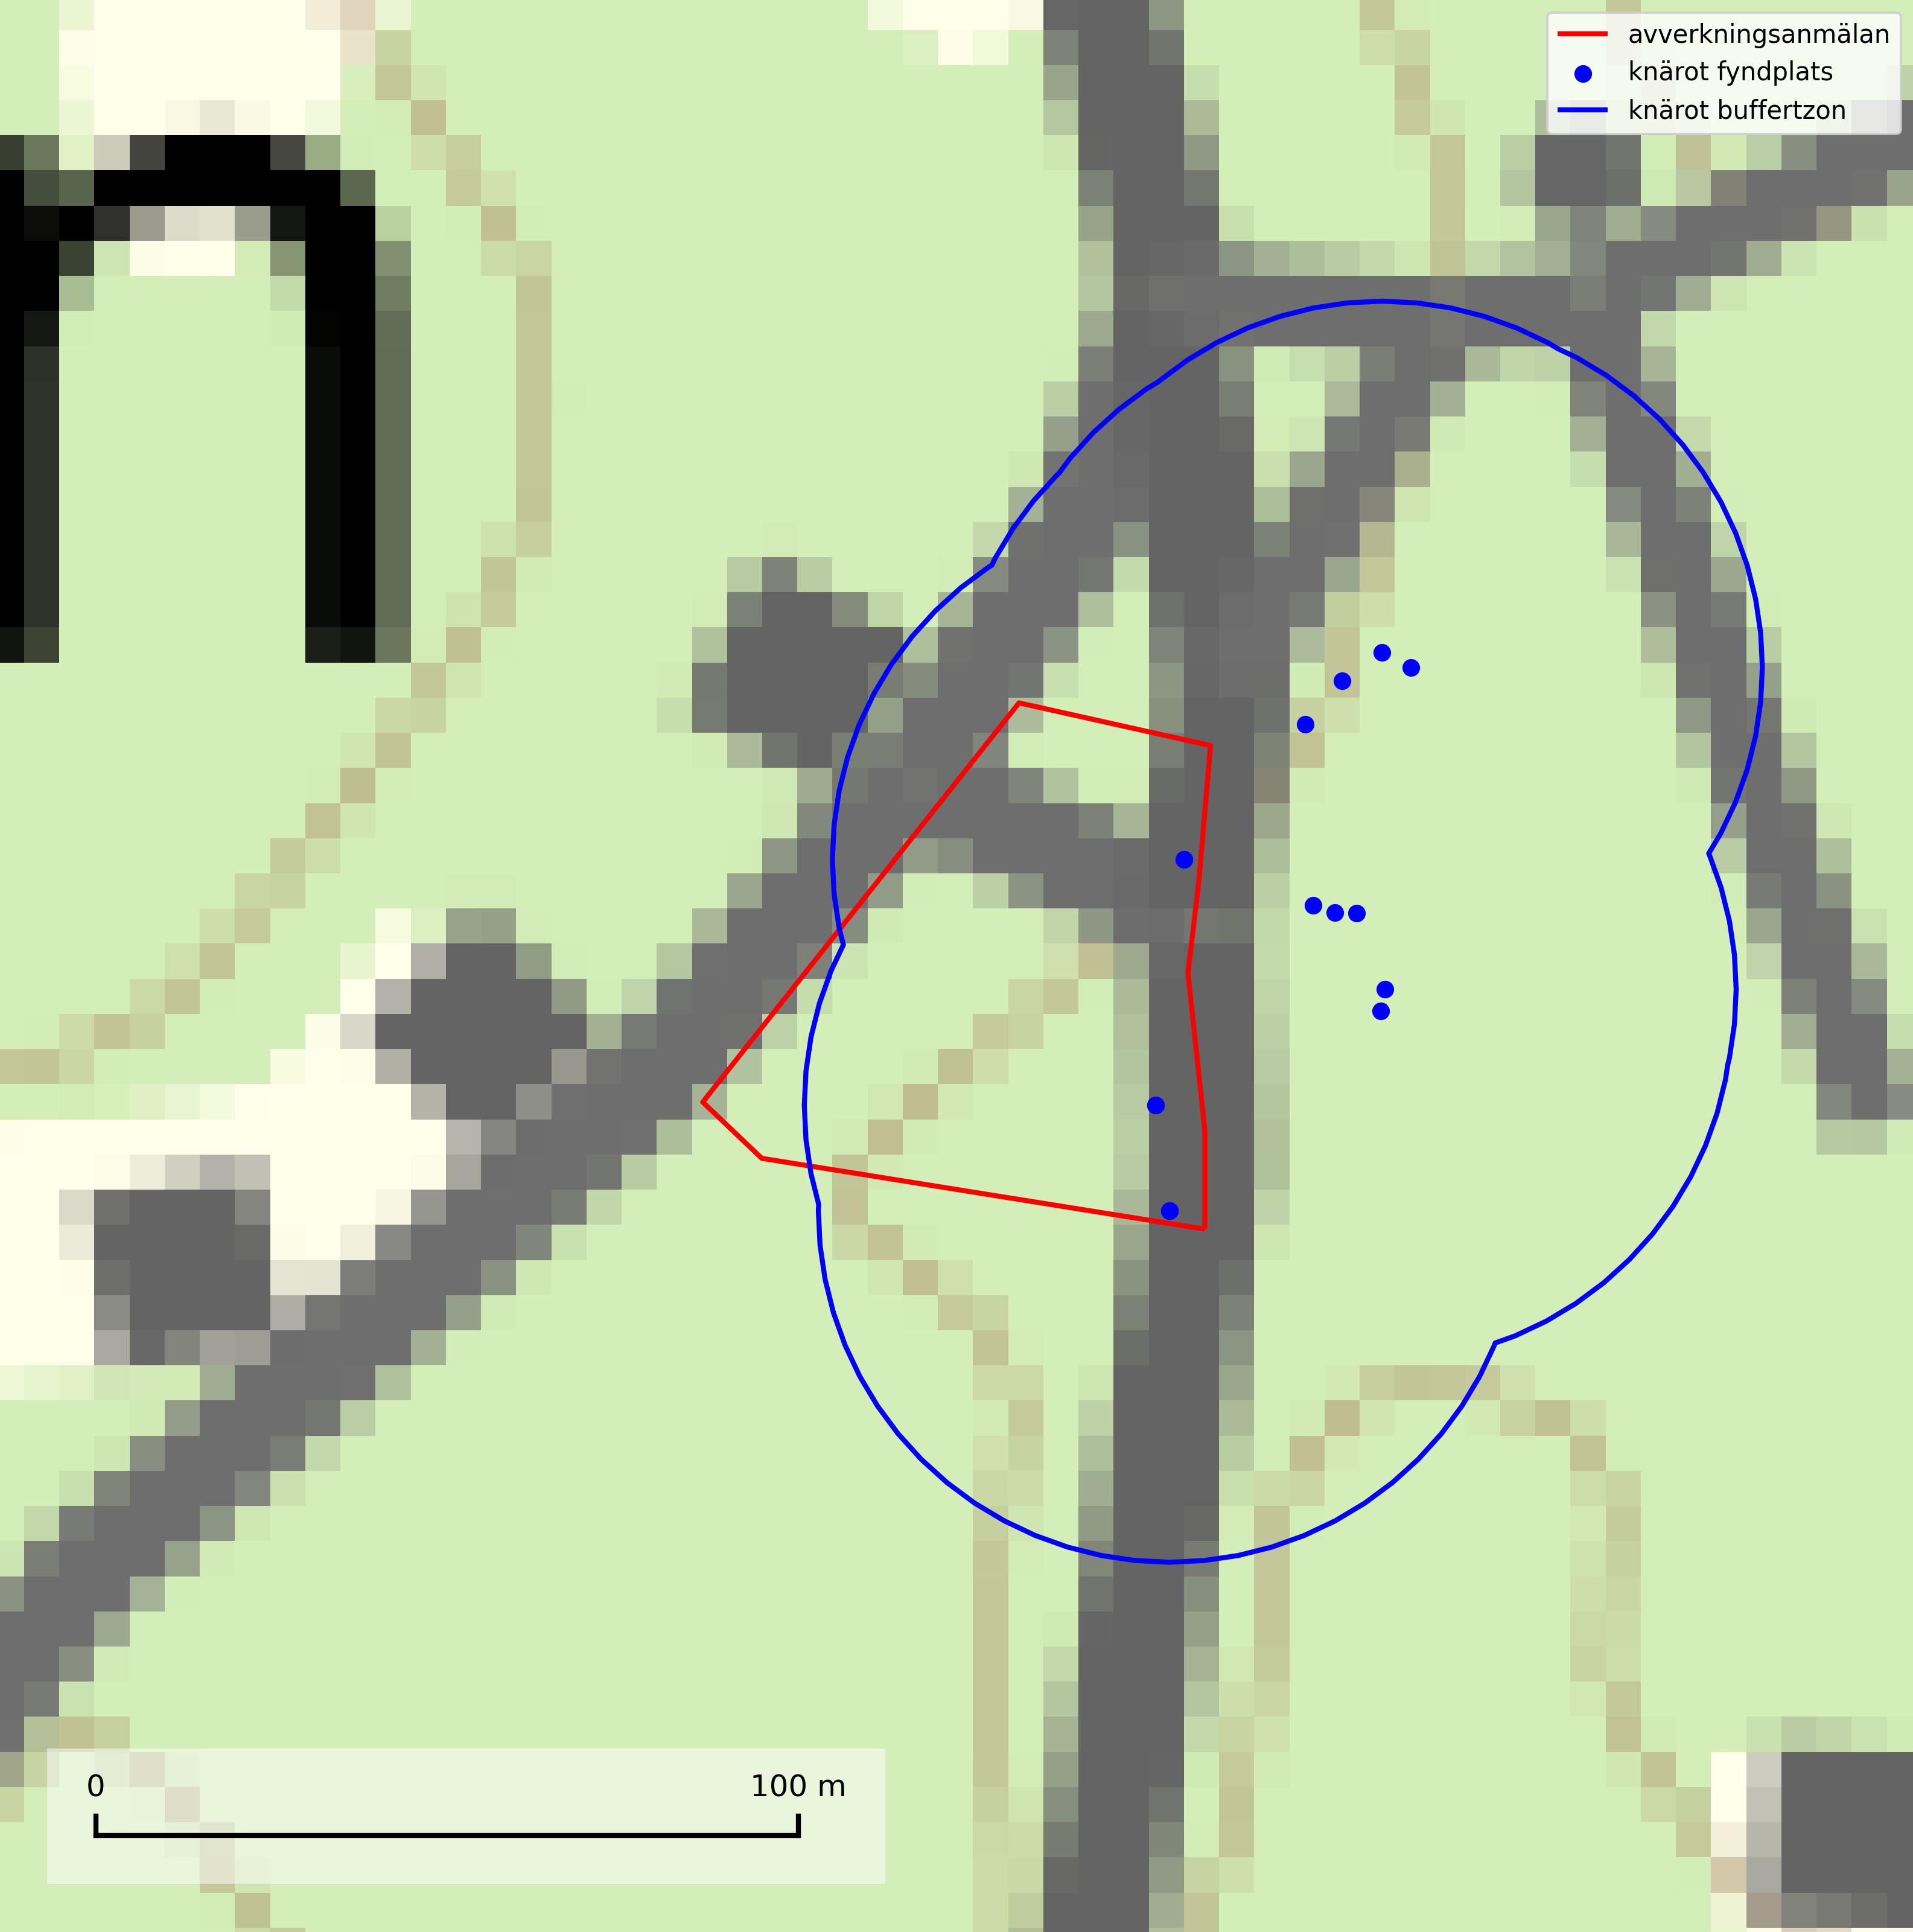 avverkningsanmälan
knärot fyndplats
knärot buffertzon
0
100 m